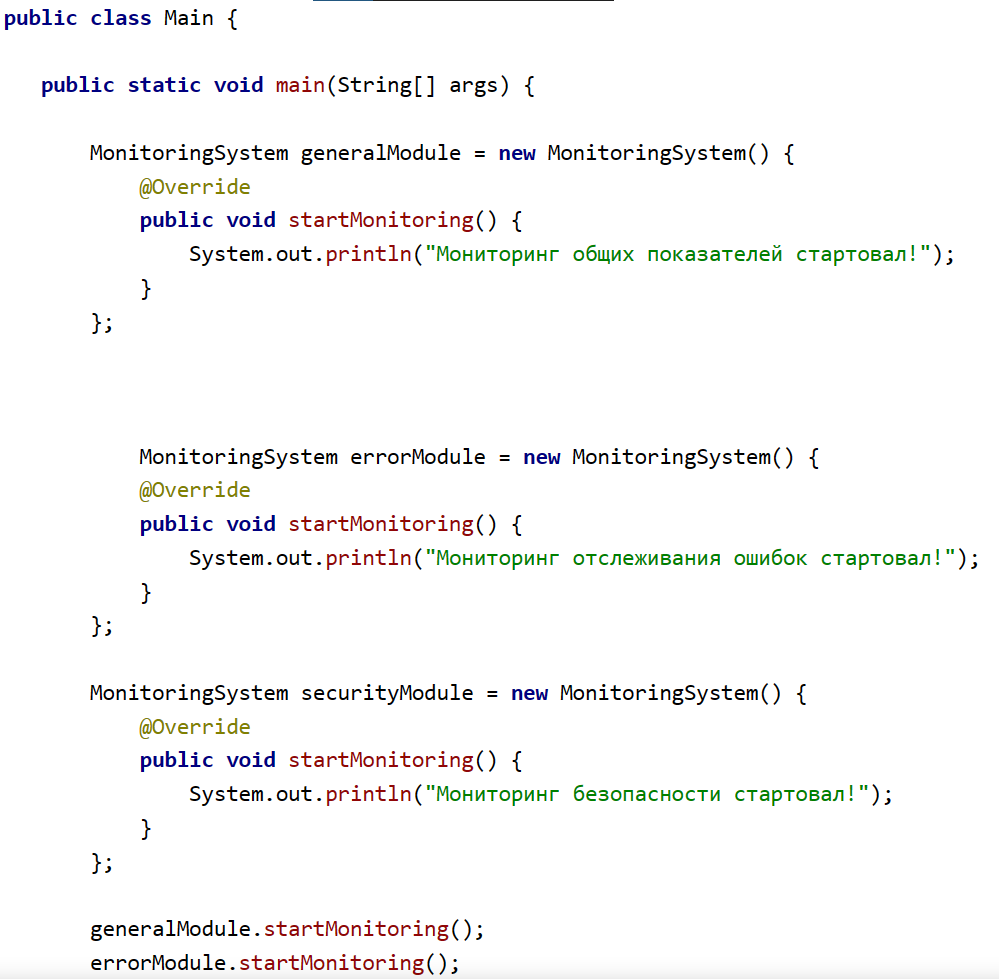 public class Main {
public static void main(String[] args) {
MonitoringSystem generalModule = new MonitoringSystem() {
@Override
public void startMonitoring() {
System.out.println("Мониторинг общих показателей стартовал!");
}
};
MonitoringSystem errorModule = new MonitoringSystem() {
@Override
public void startMonitoring() {
System.out.println("Мониторинг отслеживания ошибок стартовал!");
}
};
MonitoringSystem securityModule = new MonitoringSystem() {
@Override
public void startMonitoring() {
System.out.println("Мониторинг безопасности стартовал!");
}
};
generalModule.startMonitoring();
errorModule.startMonitoring();